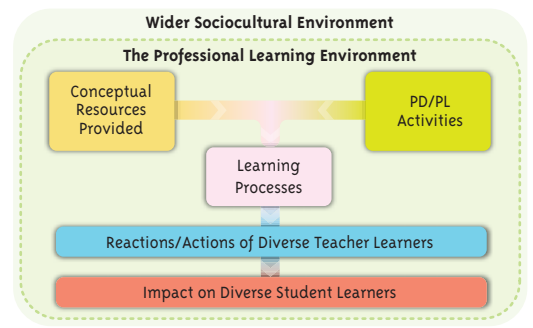 Wider Sociocultural Environment
The Professional Learning Environment
Conceptual
Resources
Provided
PD/PL
Activities
Learning
Processes
Reactions/Actions of Diverse Teacher Learners
Impact on Diverse Student Learners